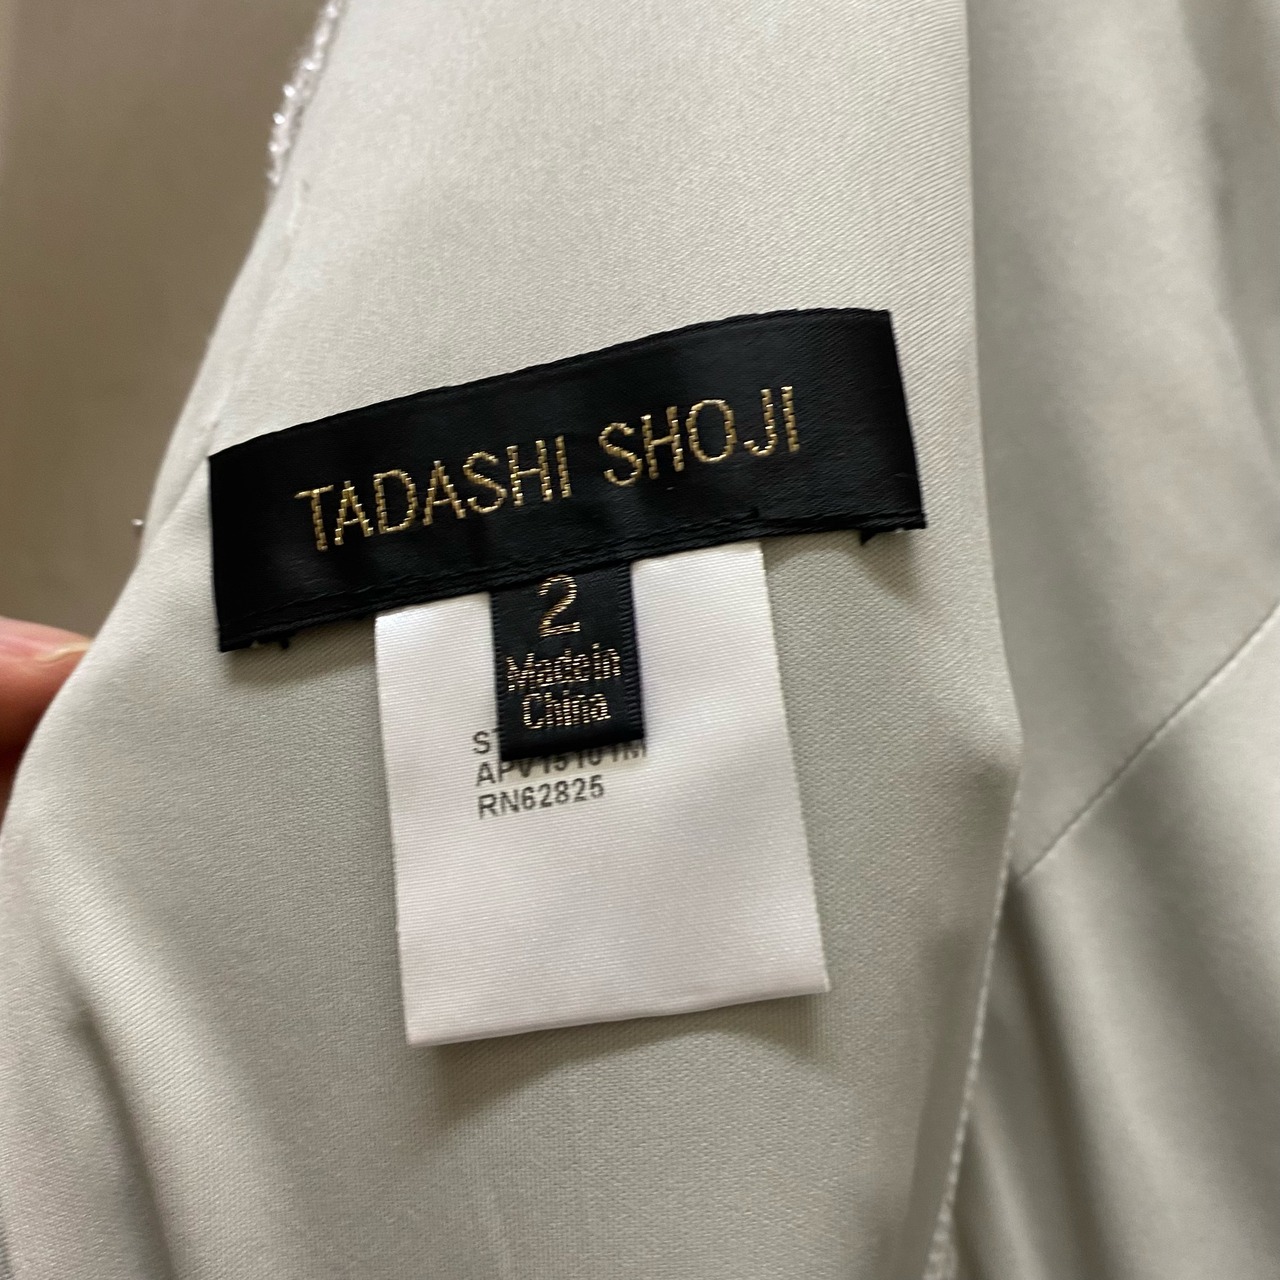 TADASHI SHOJI
2
Made in
China
RN62825